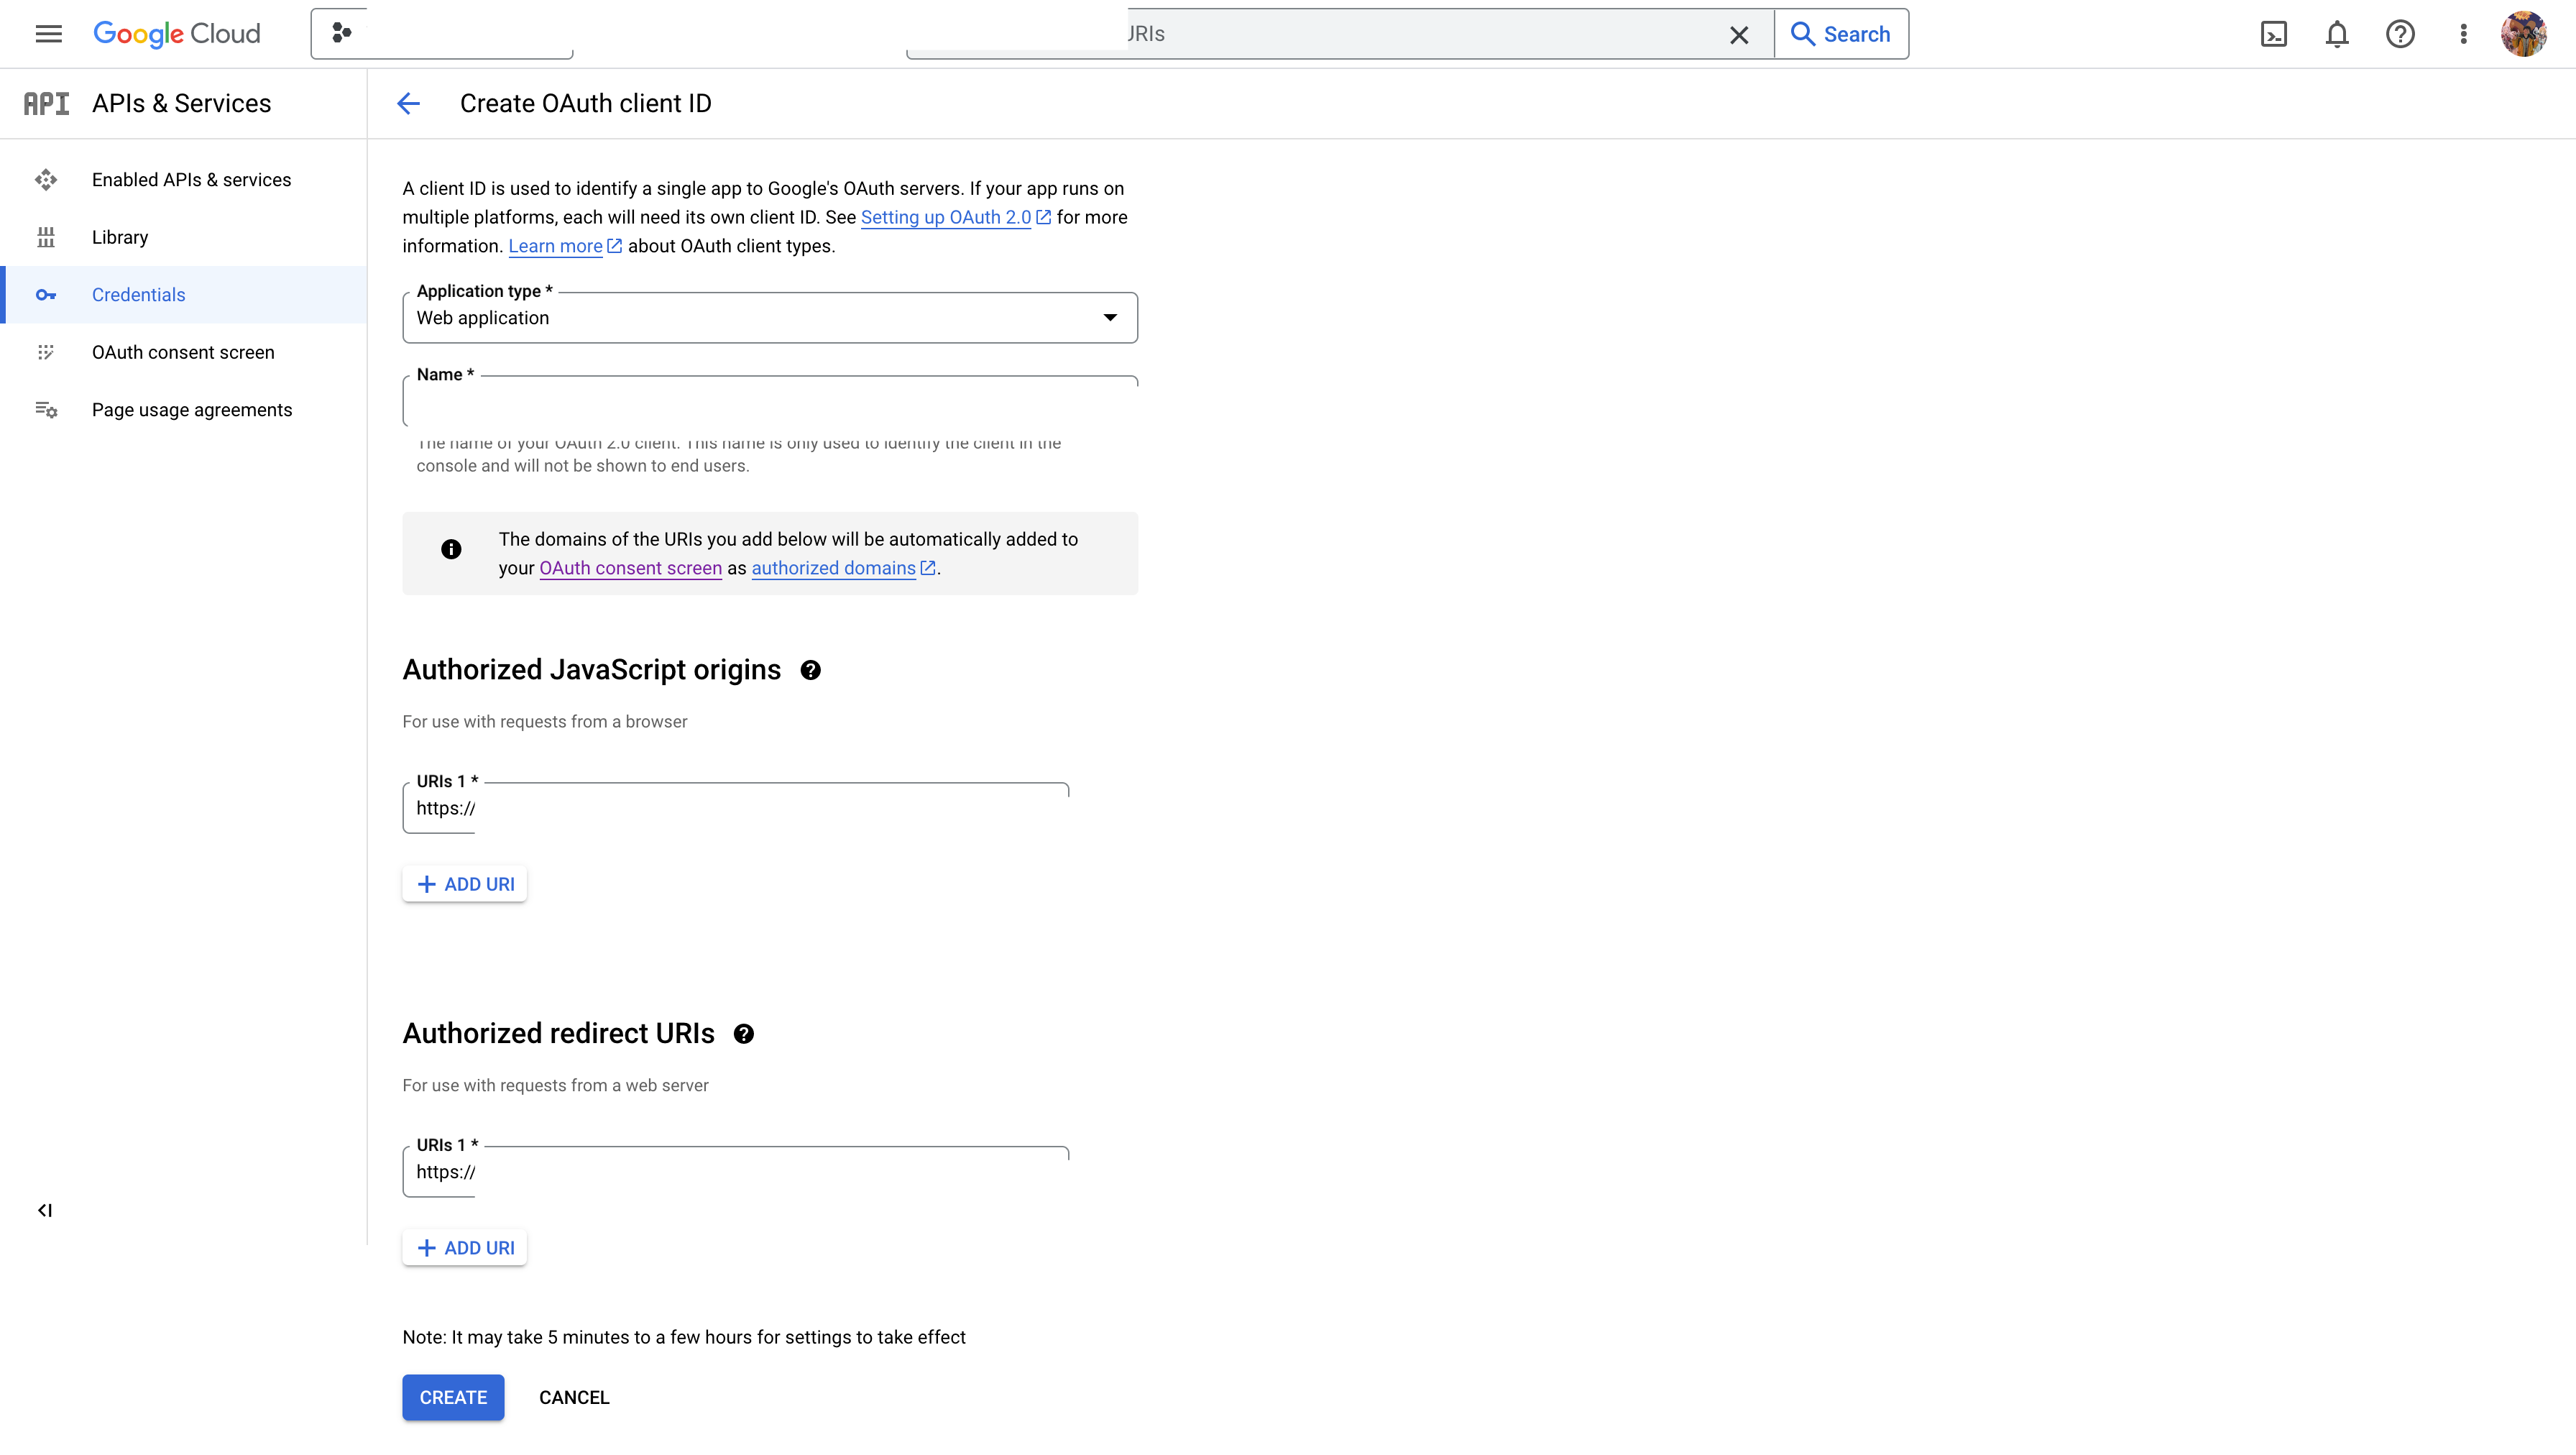 Google Cloud
URIs
Search
API APIs & Services
Create OAuth client ID
Enabled APIs & services
Library
Credentials
OAuth consent screen
Page usage agreements
A client ID is used to identify a single app to Google's OAuth servers. If your app runs on
multiple platforms, each will need its own client ID. See Setting up OAuth 2.0 for more
information. Learn more about OAuth client types.
Application type *
Web application
Name *
The name of your OAuth 2.0 client. This name is only used to identify the client in the
console and will not be shown to end users.
The domains of the URIs you add below will be automatically added to
your OAuth consent screen as authorized domains.
Authorized JavaScript origins
For use with requests from a browser
URIs 1 *
https://
+ ADD URI
Authorized redirect URIs
For use with requests from a web server
URIs 1 *
https://
+ ADD URI
Note: It may take 5 minutes to a few hours for settings to take effect
CREATE CANCEL